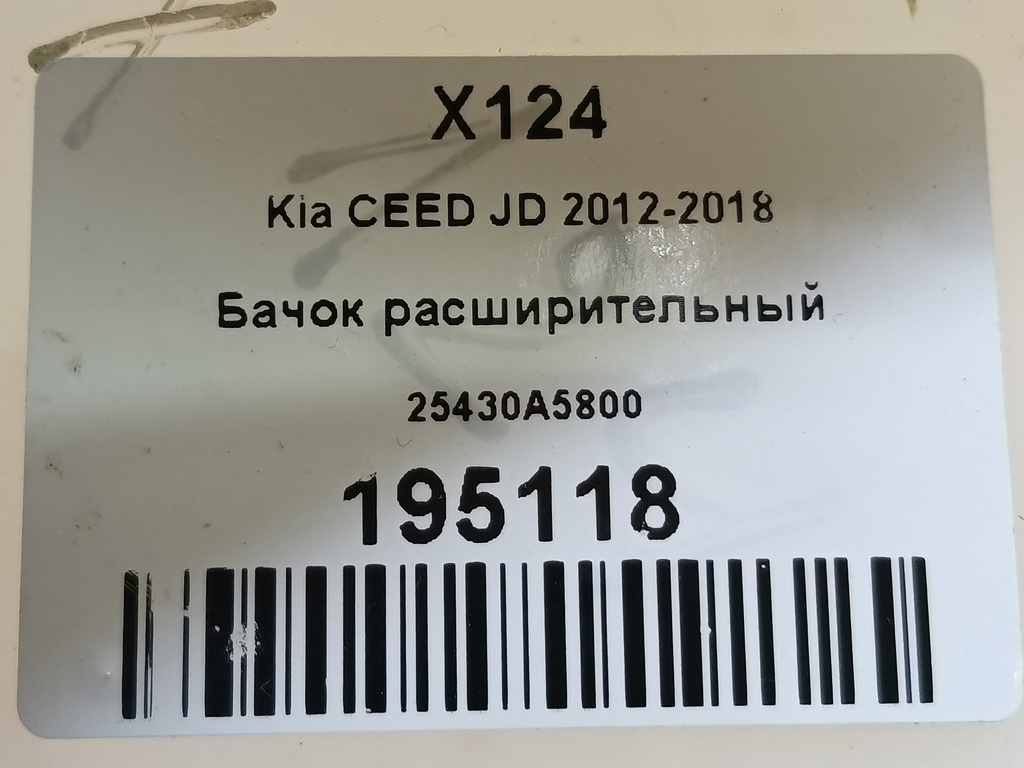 X124
Kia CEED JD 2012-2018
Бачок расширительный
25430A5800
195118